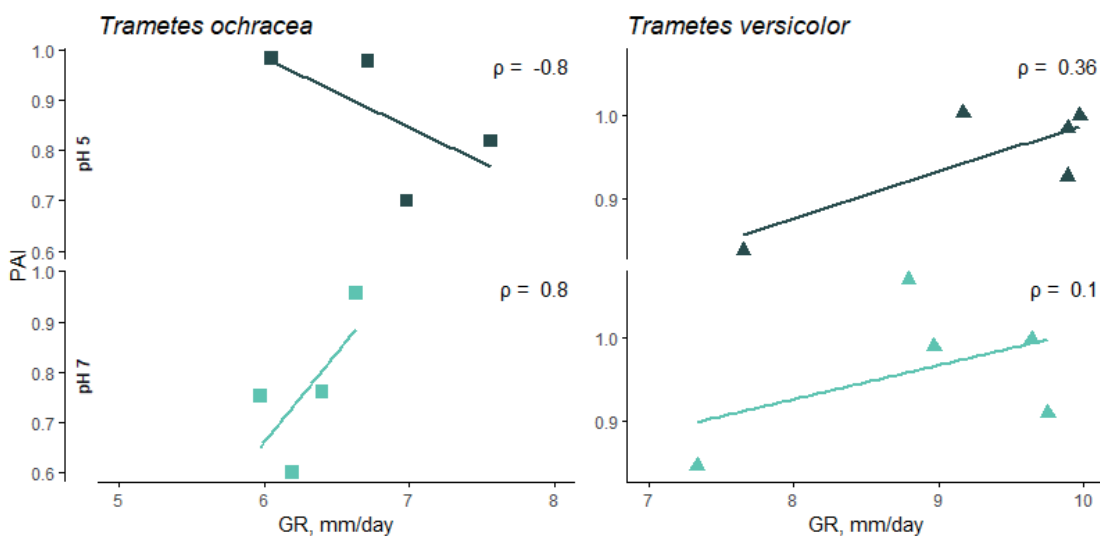 Trametes ochracea
Trametes versicolor
PAI
pH 5
1.0
0.9
0.8
0.7
0.6
ρ = -0.8
1.0
0.9
ρ = 0.36
pH 7
1.0
0.9
0.8
0.7
0.6
ρ = 0.8
1.0
0.9
ρ = 0.1
5 6 7 8
7 8 9 10
GR, mm/day
GR, mm/day